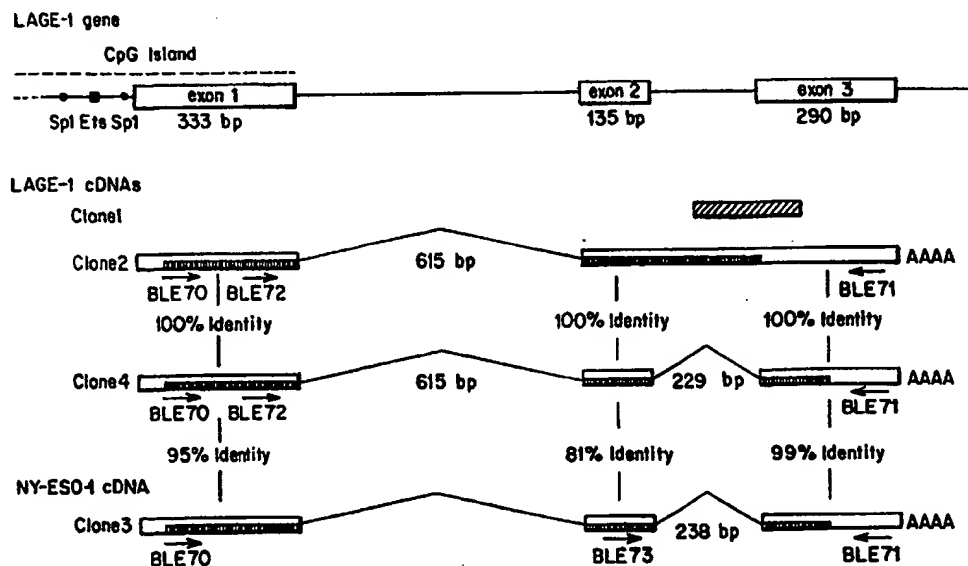 LAGE-1 gene
CpG Island
exon 1
exon 2
exon 3
Sp1 Ets Sp1
333 bp
135 bp
290 bp
LAGE-1 cDNAs
Clone1
Clone2
615 bp
AAAA
BLE70
BLE72
BLE71
100% Identity
100% Identity
100% Identity
Clone4
615 bp
229 bp
AAAA
BLE70
BLE72
BLE71
95% Identity
81% Identity
99% Identity
NY-ESO-1 cDNA
Clone3
238 bp
AAAA
BLE70
BLE73
BLE71